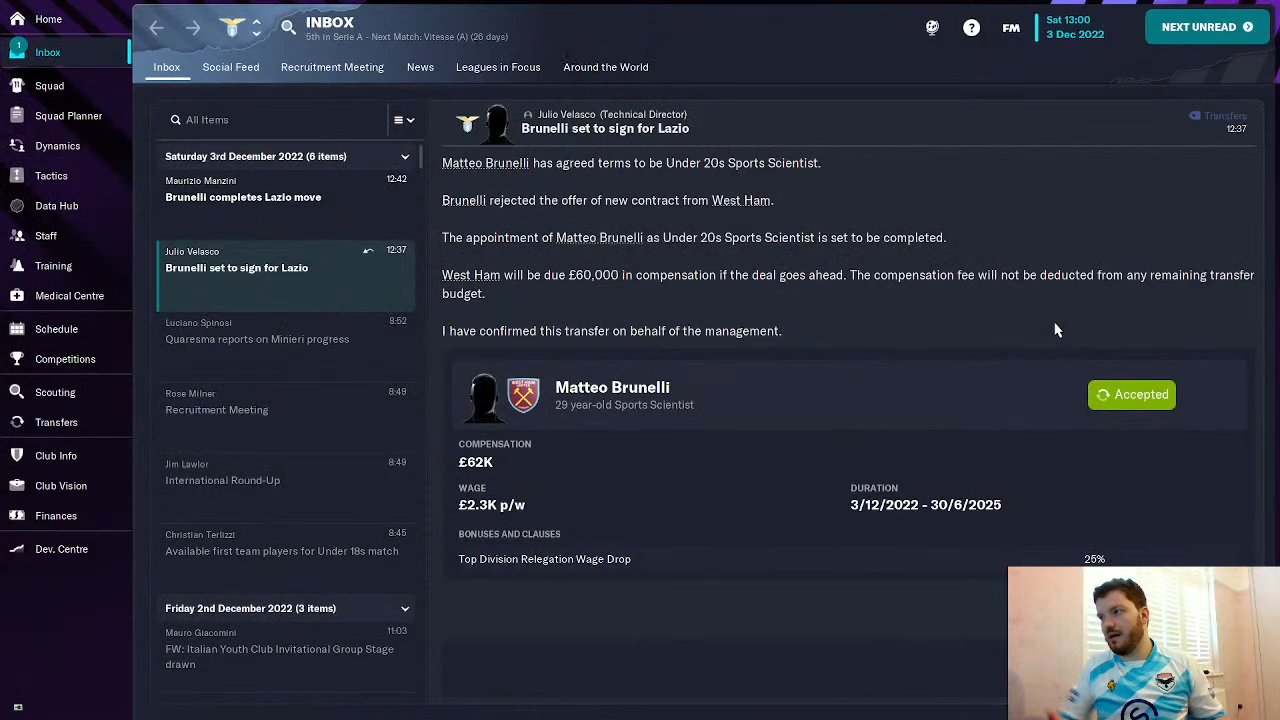 Home
INBOX
5th in Serie A - Next Match: Vitesse (A) (26 days)
FM
Sat 13:00
3 Dec 2022
NEXT UNREAD
1
Inbox
Inbox
Social Feed
Recruitment Meeting
News
Leagues in Focus
Around the World
Squad
Squad Planner
Dynamics
Tactics
Data Hub
Staff
Training
Medical Centre
Schedule
Competitions
Scouting
Transfers
Club Info
Club Vision
Finances
Dev. Centre
All Items
Saturday 3rd December 2022 (6 items)
Maurizio Manzini
12:42
Brunelli completes Lazio move
Julio Velasco
12:37
Brunelli set to sign for Lazio
Luciano Spinosi
8:52
Quaresma reports on Minieri progress
Rose Milner
8:49
Recruitment Meeting
Jim Lawlor
8:49
International Round-Up
Christian Terlizzi
8:45
Available first team players for Under 18s match
Friday 2nd December 2022 (3 items)
Mauro Giacomini
11:03
FW: Italian Youth Club Invitational Group Stage
drawn
Julio Velasco (Technical Director)
Brunelli set to sign for Lazio
Transfers
12:37
Matteo Brunelli has agreed terms to be Under 20s Sports Scientist.
Brunelli rejected the offer of new contract from West Ham.
The appointment of Matteo Brunelli as Under 20s Sports Scientist is set to be completed.
West Ham will be due £60,000 in compensation if the deal goes ahead. The compensation fee will not be deducted from any remaining transfer
budget.
I have confirmed this transfer on behalf of the management.
Matteo Brunelli
29 year-old Sports Scientist
Accepted
COMPENSATION
£62K
WAGE
£2.3K p/w
DURATION
3/12/2022 - 30/6/2025
BONUSES AND CLAUSES
Top Division Relegation Wage Drop
25%